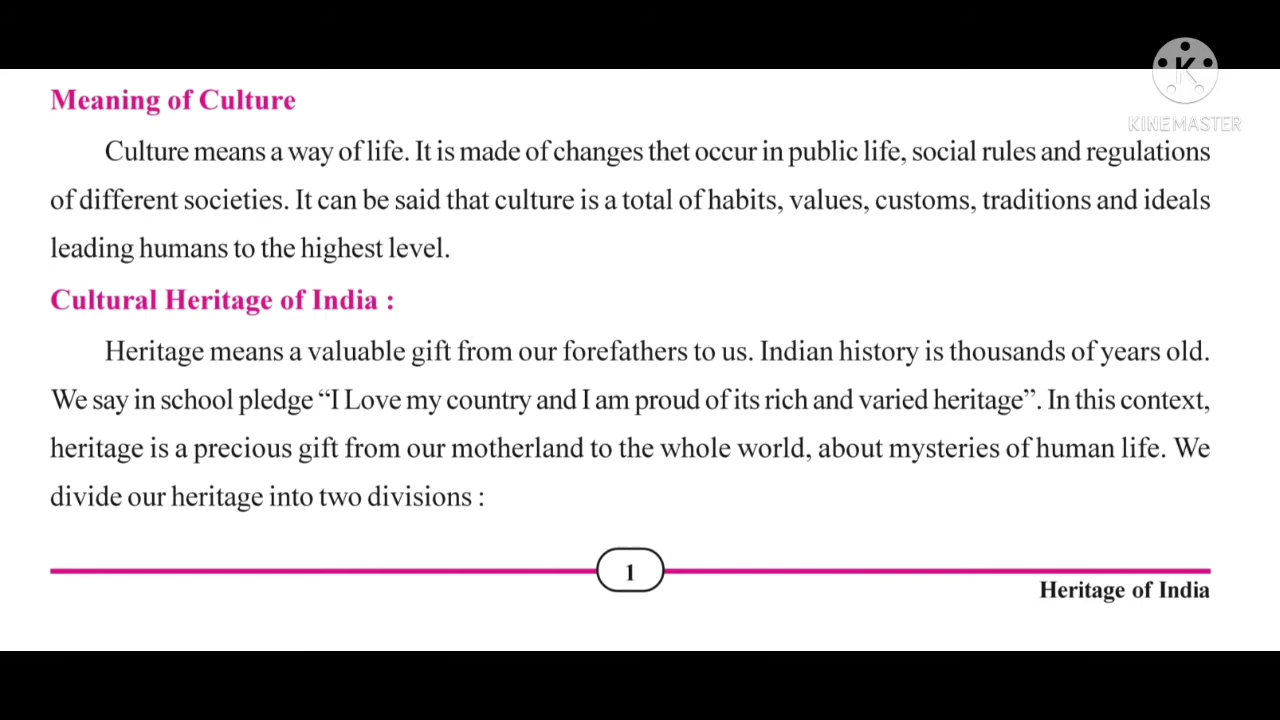 KINEMASTER
Meaning of Culture
Culture means a way of life. It is made of changes thet occur in public life, social rules and regulations
of different societies. It can be said that culture is a total of habits, values, customs, traditions and ideals
leading humans to the highest level.
Cultural Heritage of India :
Heritage means a valuable gift from our forefathers to us. Indian history is thousands of years old.
We say in school pledge “I Love my country and I am proud of its rich and varied heritage”. In this context,
heritage is a precious gift from our motherland to the whole world, about mysteries of human life. We
divide our heritage into two divisions :
1
Heritage of India